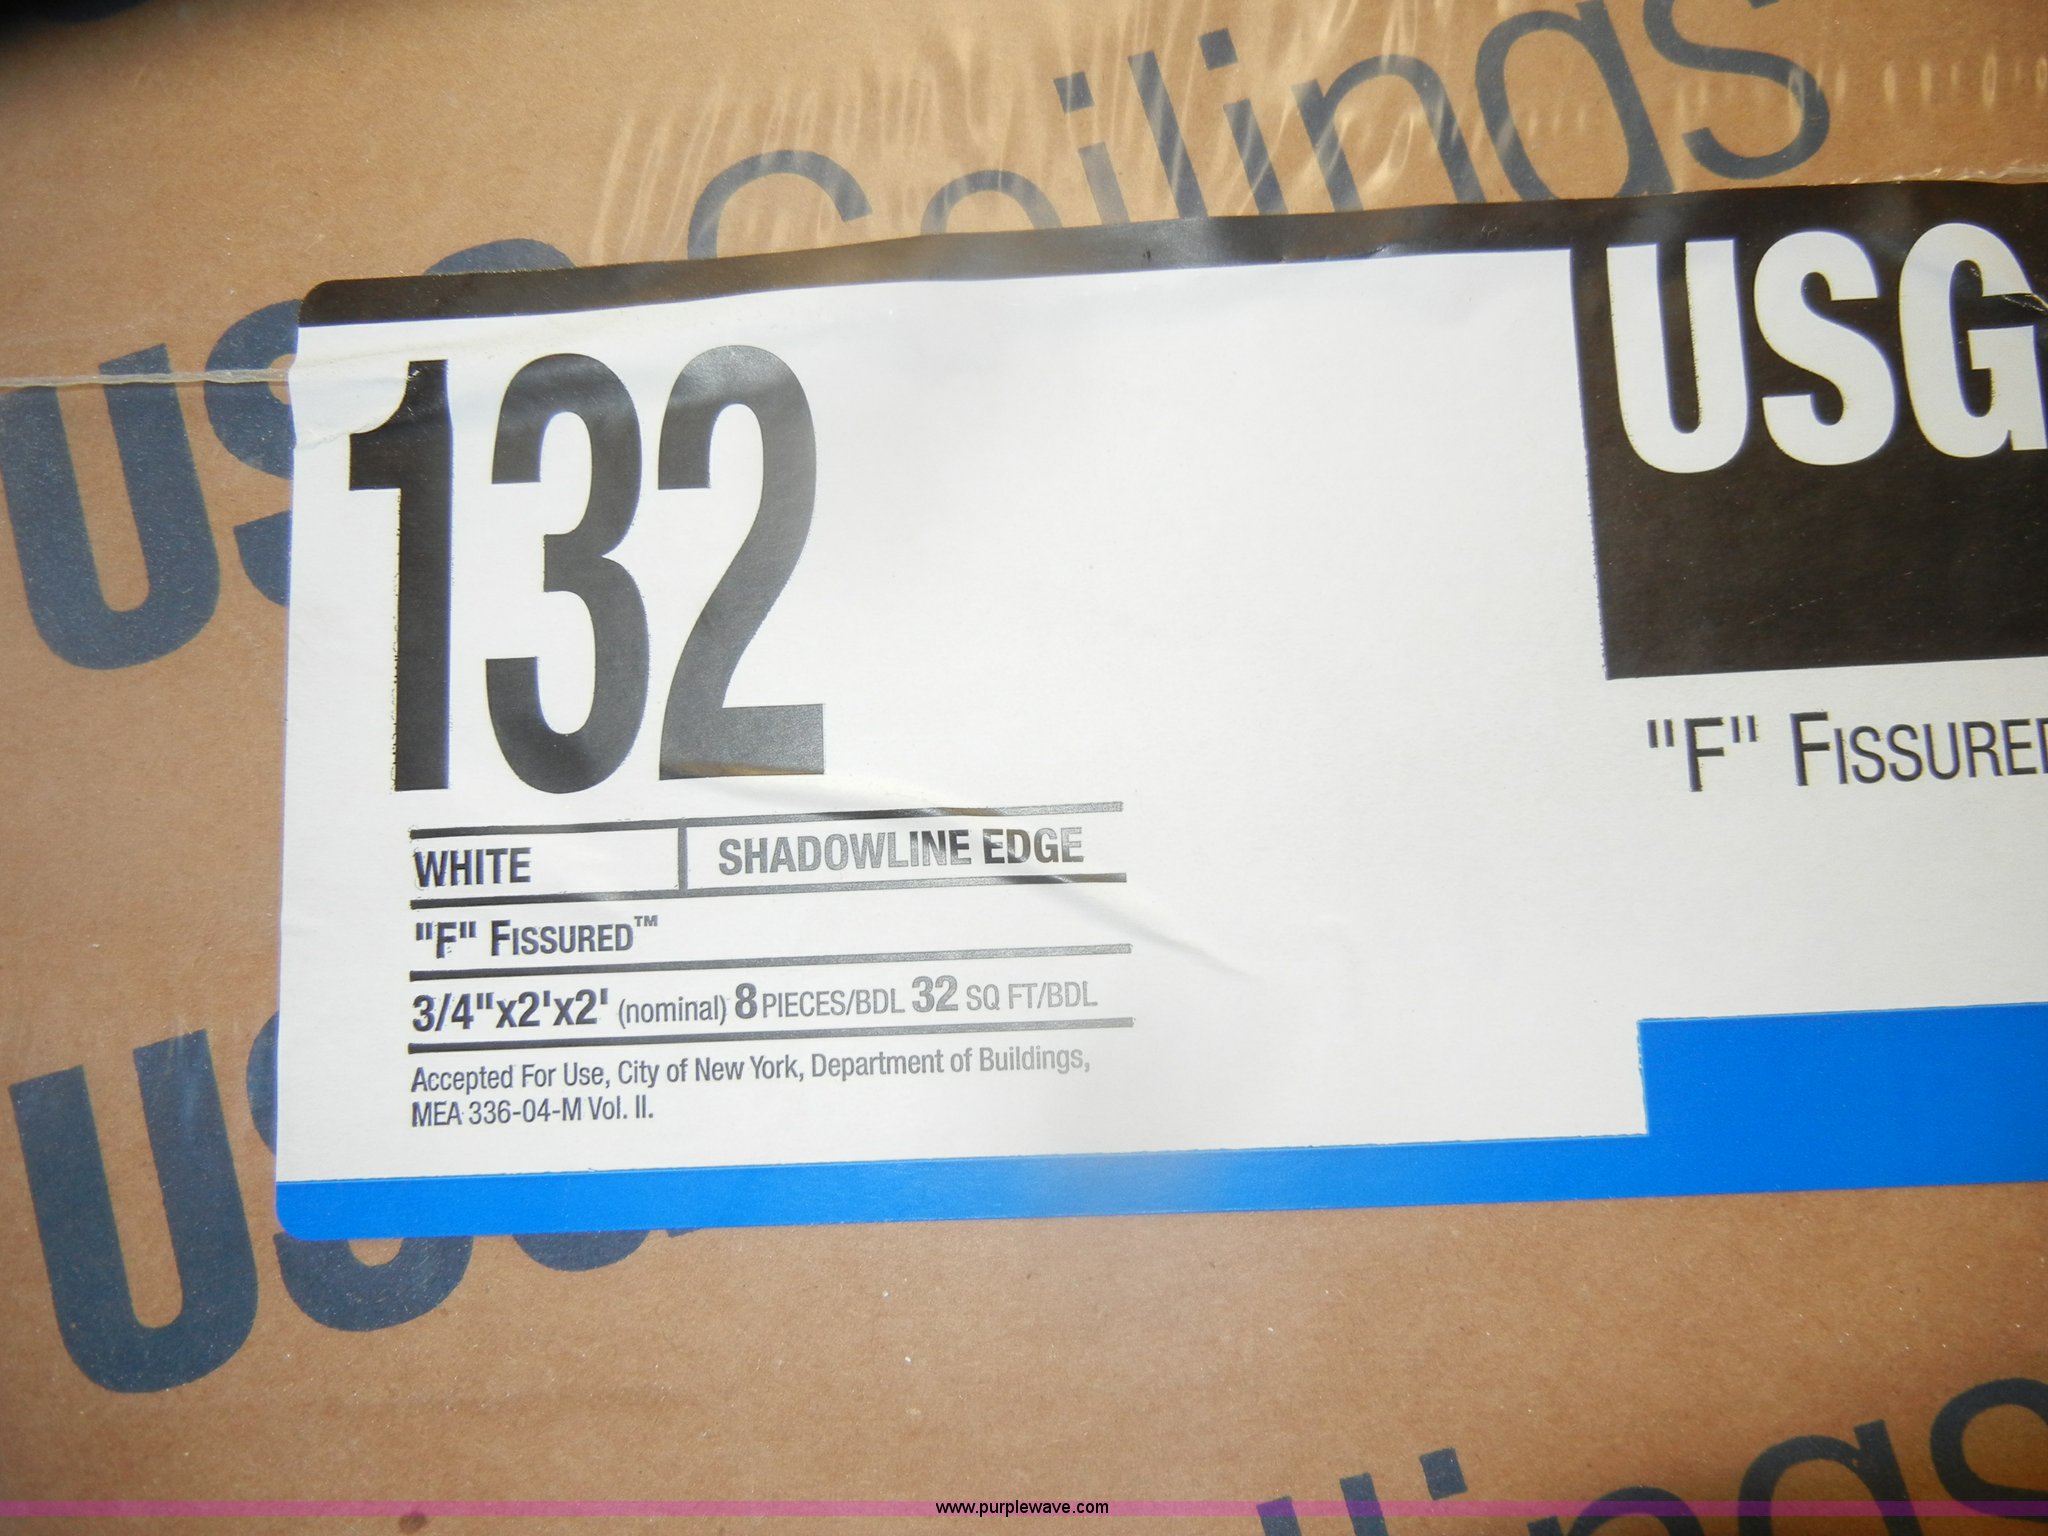 USG Ceilings
132
USG
"F" FISSURED
WHITE SHADOWLINE EDGE
"F" FISSURED™
3/4"x2'x2' (nominal) 8 PIECES/BDL 32 SQ FT/BDL
Accepted For Use, City of New York, Department of Buildings,
MEA 336-04-M Vol. II.
USG
www.purplewave.com